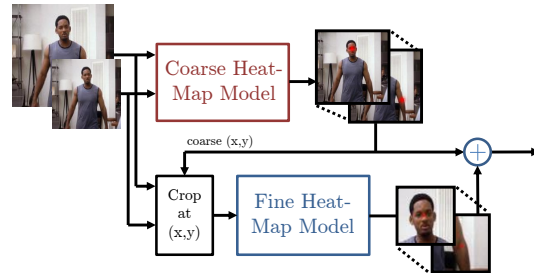 Coarse Heat-
Map Model
coarse (x,y)
Crop
at
(x,y)
Fine Heat-
Map Model
+